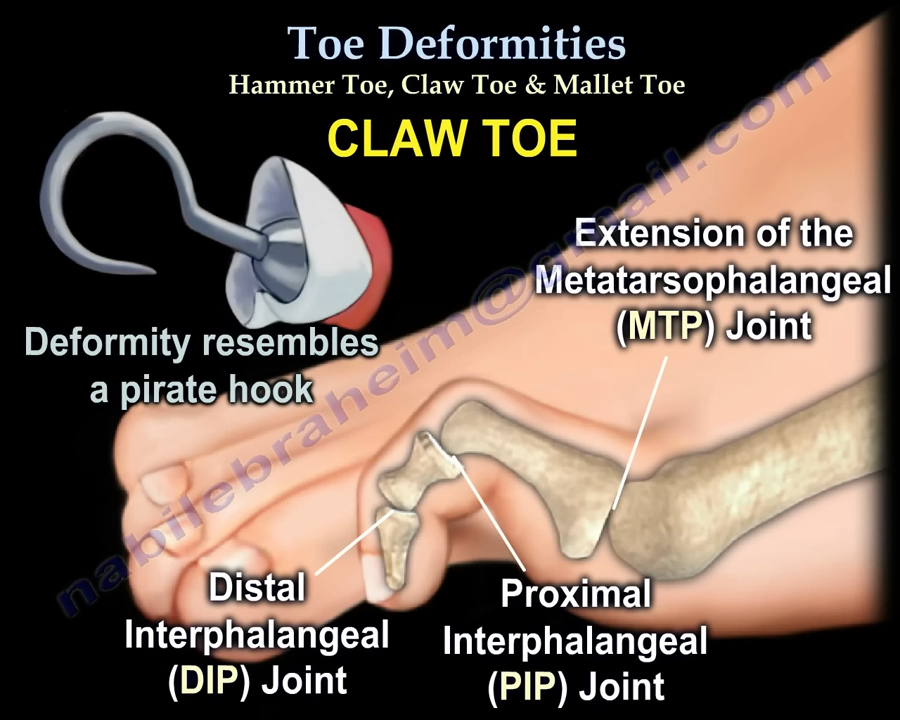 Toe Deformities
Hammer Toe, Claw Toe & Mallet Toe
CLAW TOE
Extension of the
Metatarsophalangeal
(MTP) Joint
Deformity resembles
a pirate hook
Distal
Interphalangeal
(DIP) Joint
Proximal
Interphalangeal
(PIP) Joint
nabilebraheim@gmail.com